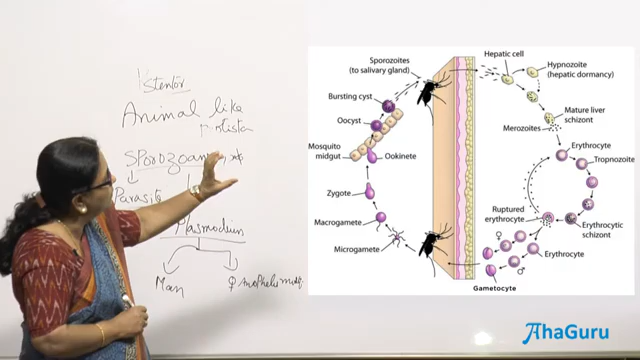 Stentor
Animal like
protista
Sporozoans
Parasite
Plasmodium
Man
♀ Anopheles
Sporozoites
(to salivary gland)
Bursting cyst
Oocyst
Mosquito
midgut
Ookinete
Zygote
Macrogamete
Microgamete
Hepatic cell
Hypnozoite
(hepatic dormancy)
Mature liver
schizont
Merozoites
Erythrocyte
Tropnozoite
Ruptured
erythrocyte
Erythrocytic
schizont
♀
Erythrocyte
♂
Gametocyte
AhaGuru